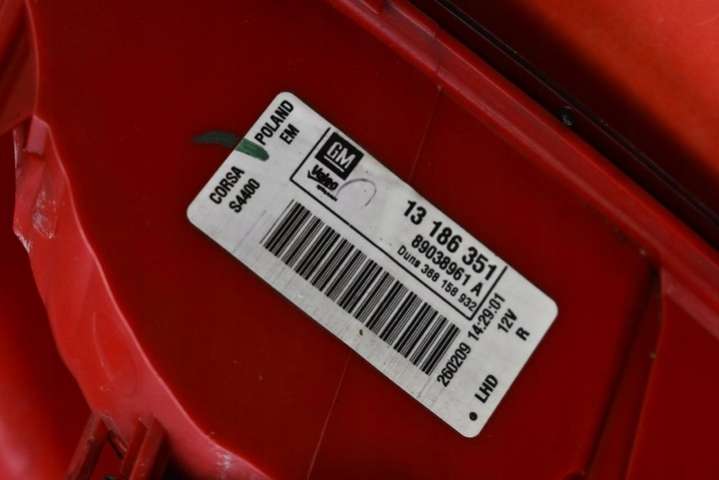 CORSA POLAND
S4400 EM
GM
Valeo
13 186 351
89038961 A
Duns 368 158 932
260209 14:29:01
LHD 12V
R